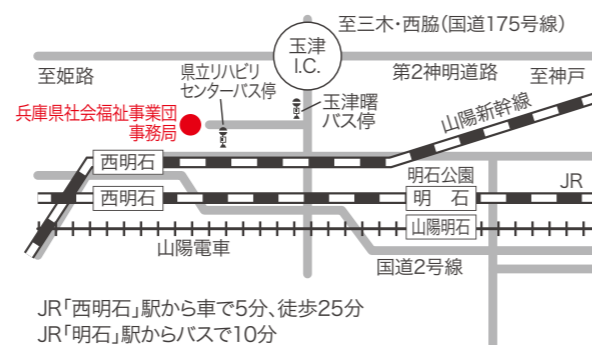 至三木・西脇(国道175号線)
玉津
I.C.
至姫路
県立リハビリ
センターバス停
第2神明道路
至神戸
玉津曙
バス停
山陽新幹線
兵庫県社会福祉事業団
事務局
西明石
明石公園
JR
西明石
明 石
山陽明石
山陽電車
国道2号線
JR「西明石」駅から車で5分、徒歩25分
JR「明石」駅からバスで10分